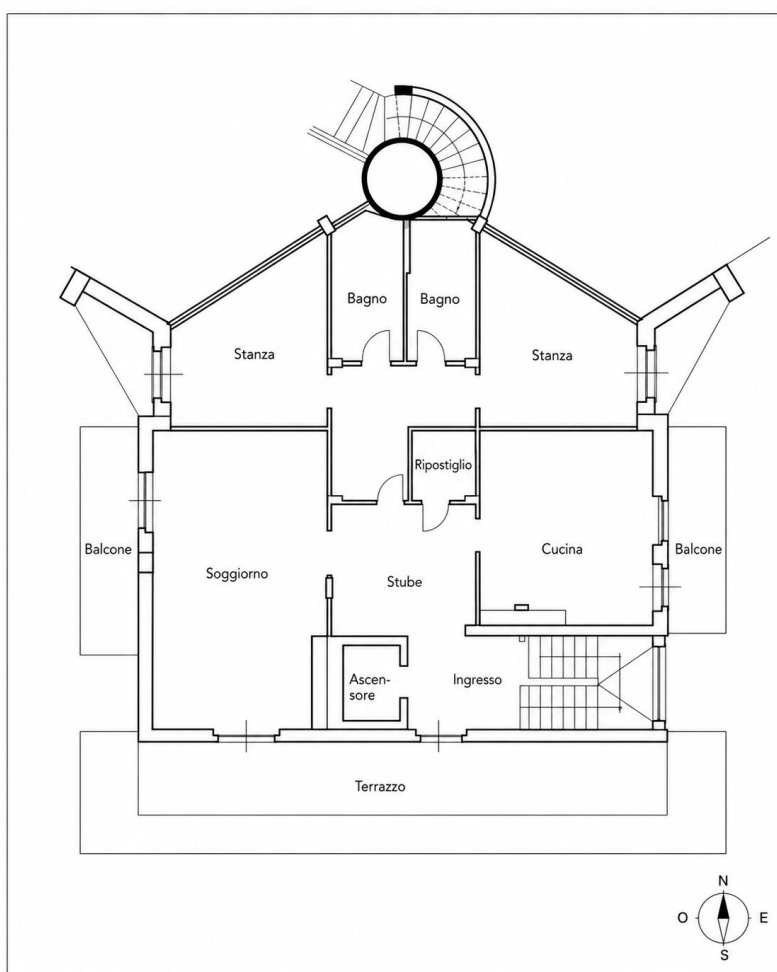 Bagno
Bagno
Stanza
Stanza
Ripostiglio
Balcone
Soggiorno
Stube
Cucina
Balcone
Ascen-
sore
Ingresso
Terrazzo
N
O
E
S